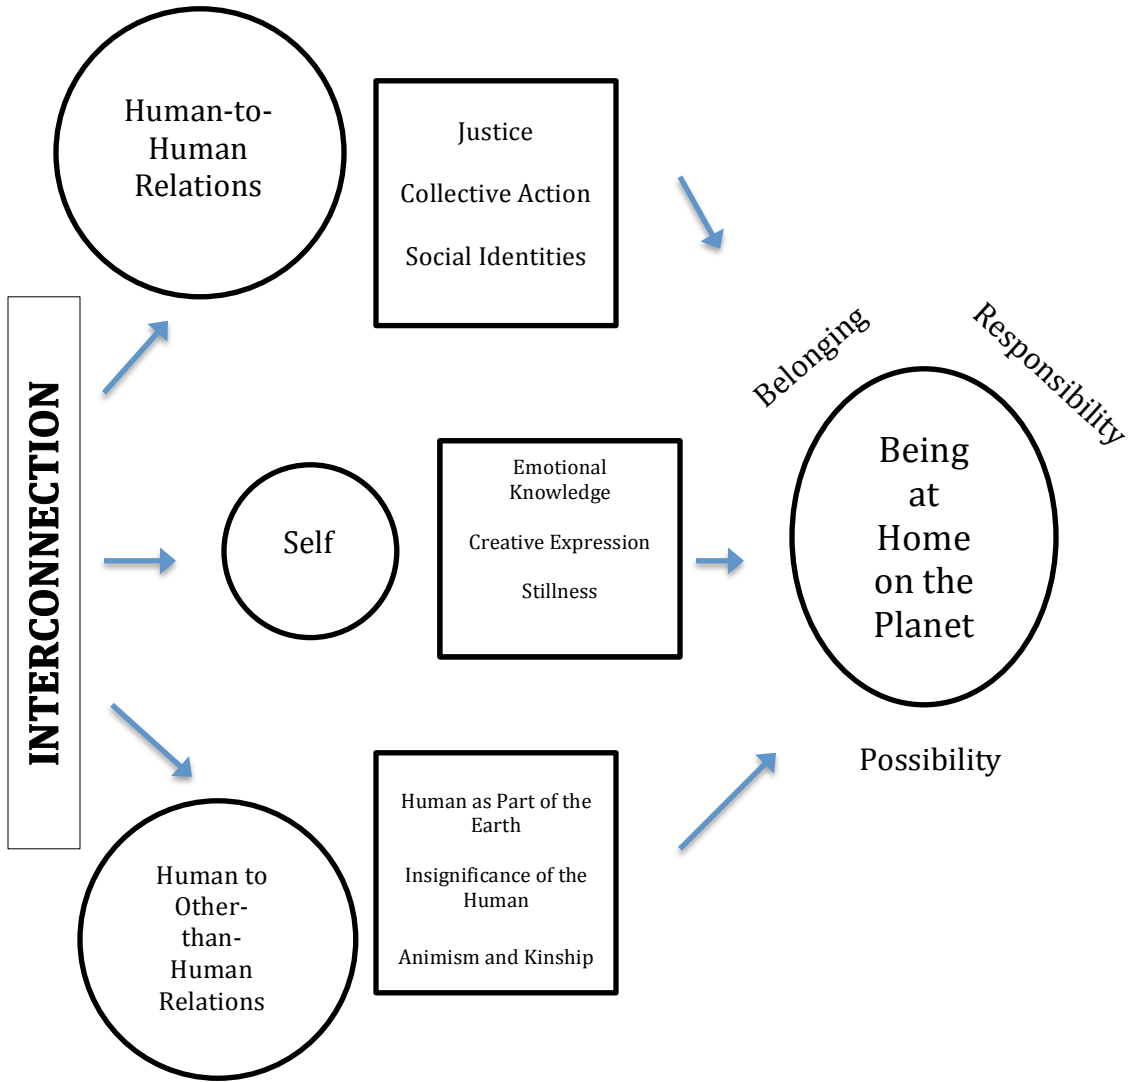 INTERCONNECTION
Human-to-
Human
Relations
Justice
Collective Action
Social Identities
Self
Emotional
Knowledge
Creative Expression
Stillness
Human to
Other-
than-
Human
Relations
Human as Part of the
Earth
Insignificance of the
Human
Animism and Kinship
Belonging
Responsibility
Being
at
Home
on the
Planet
Possibility